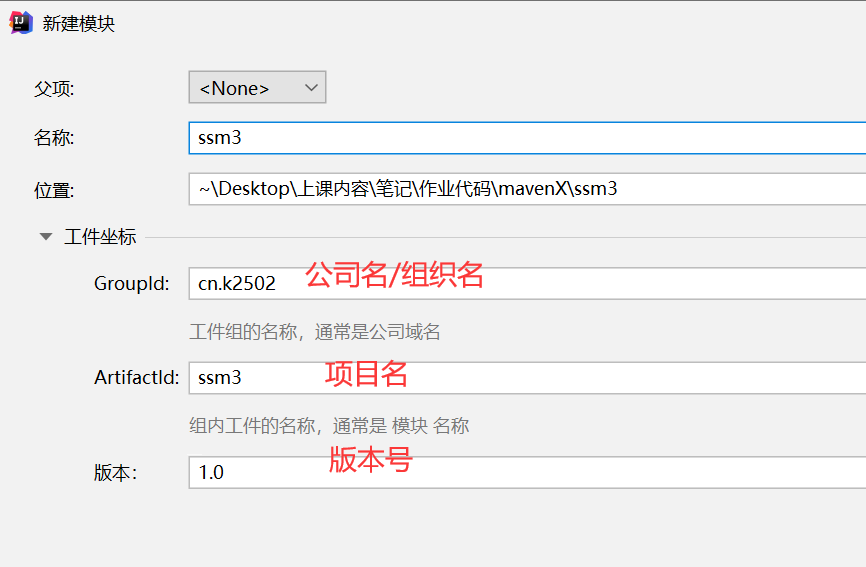 新建模块
父项: <None>
名称: ssm3
位置: ~\Desktop\上课内容\笔记\作业代码\mavenX\ssm3
工件坐标
GroupId: cn.k2502 公司名/组织名
工件组的名称，通常是公司域名
ArtifactId: ssm3 项目名
组内工件的名称，通常是 模块 名称
版本号
版本: 1.0